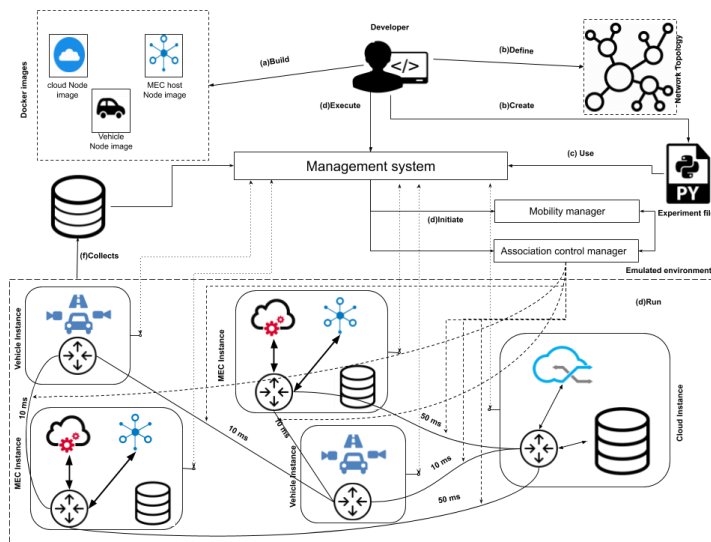 Developer
Docker images
cloud Node
image
MEC host
Node image
Vehicle
Node image
(a)Build
(b)Define
Network Topology
</>
(d)Execute
(b)Create
(c) Use
Management system
PY
Experiment file
Mobility manager
(d)Initiate
Association control manager
(f)Collects
Emulated environment
(d)Run
Vehicle Instance
MEC Instance
Cloud Instance
10 ms
50 ms
10 ms
10 ms
10 ms
MEC Instance
Vehicle Instance
50 ms